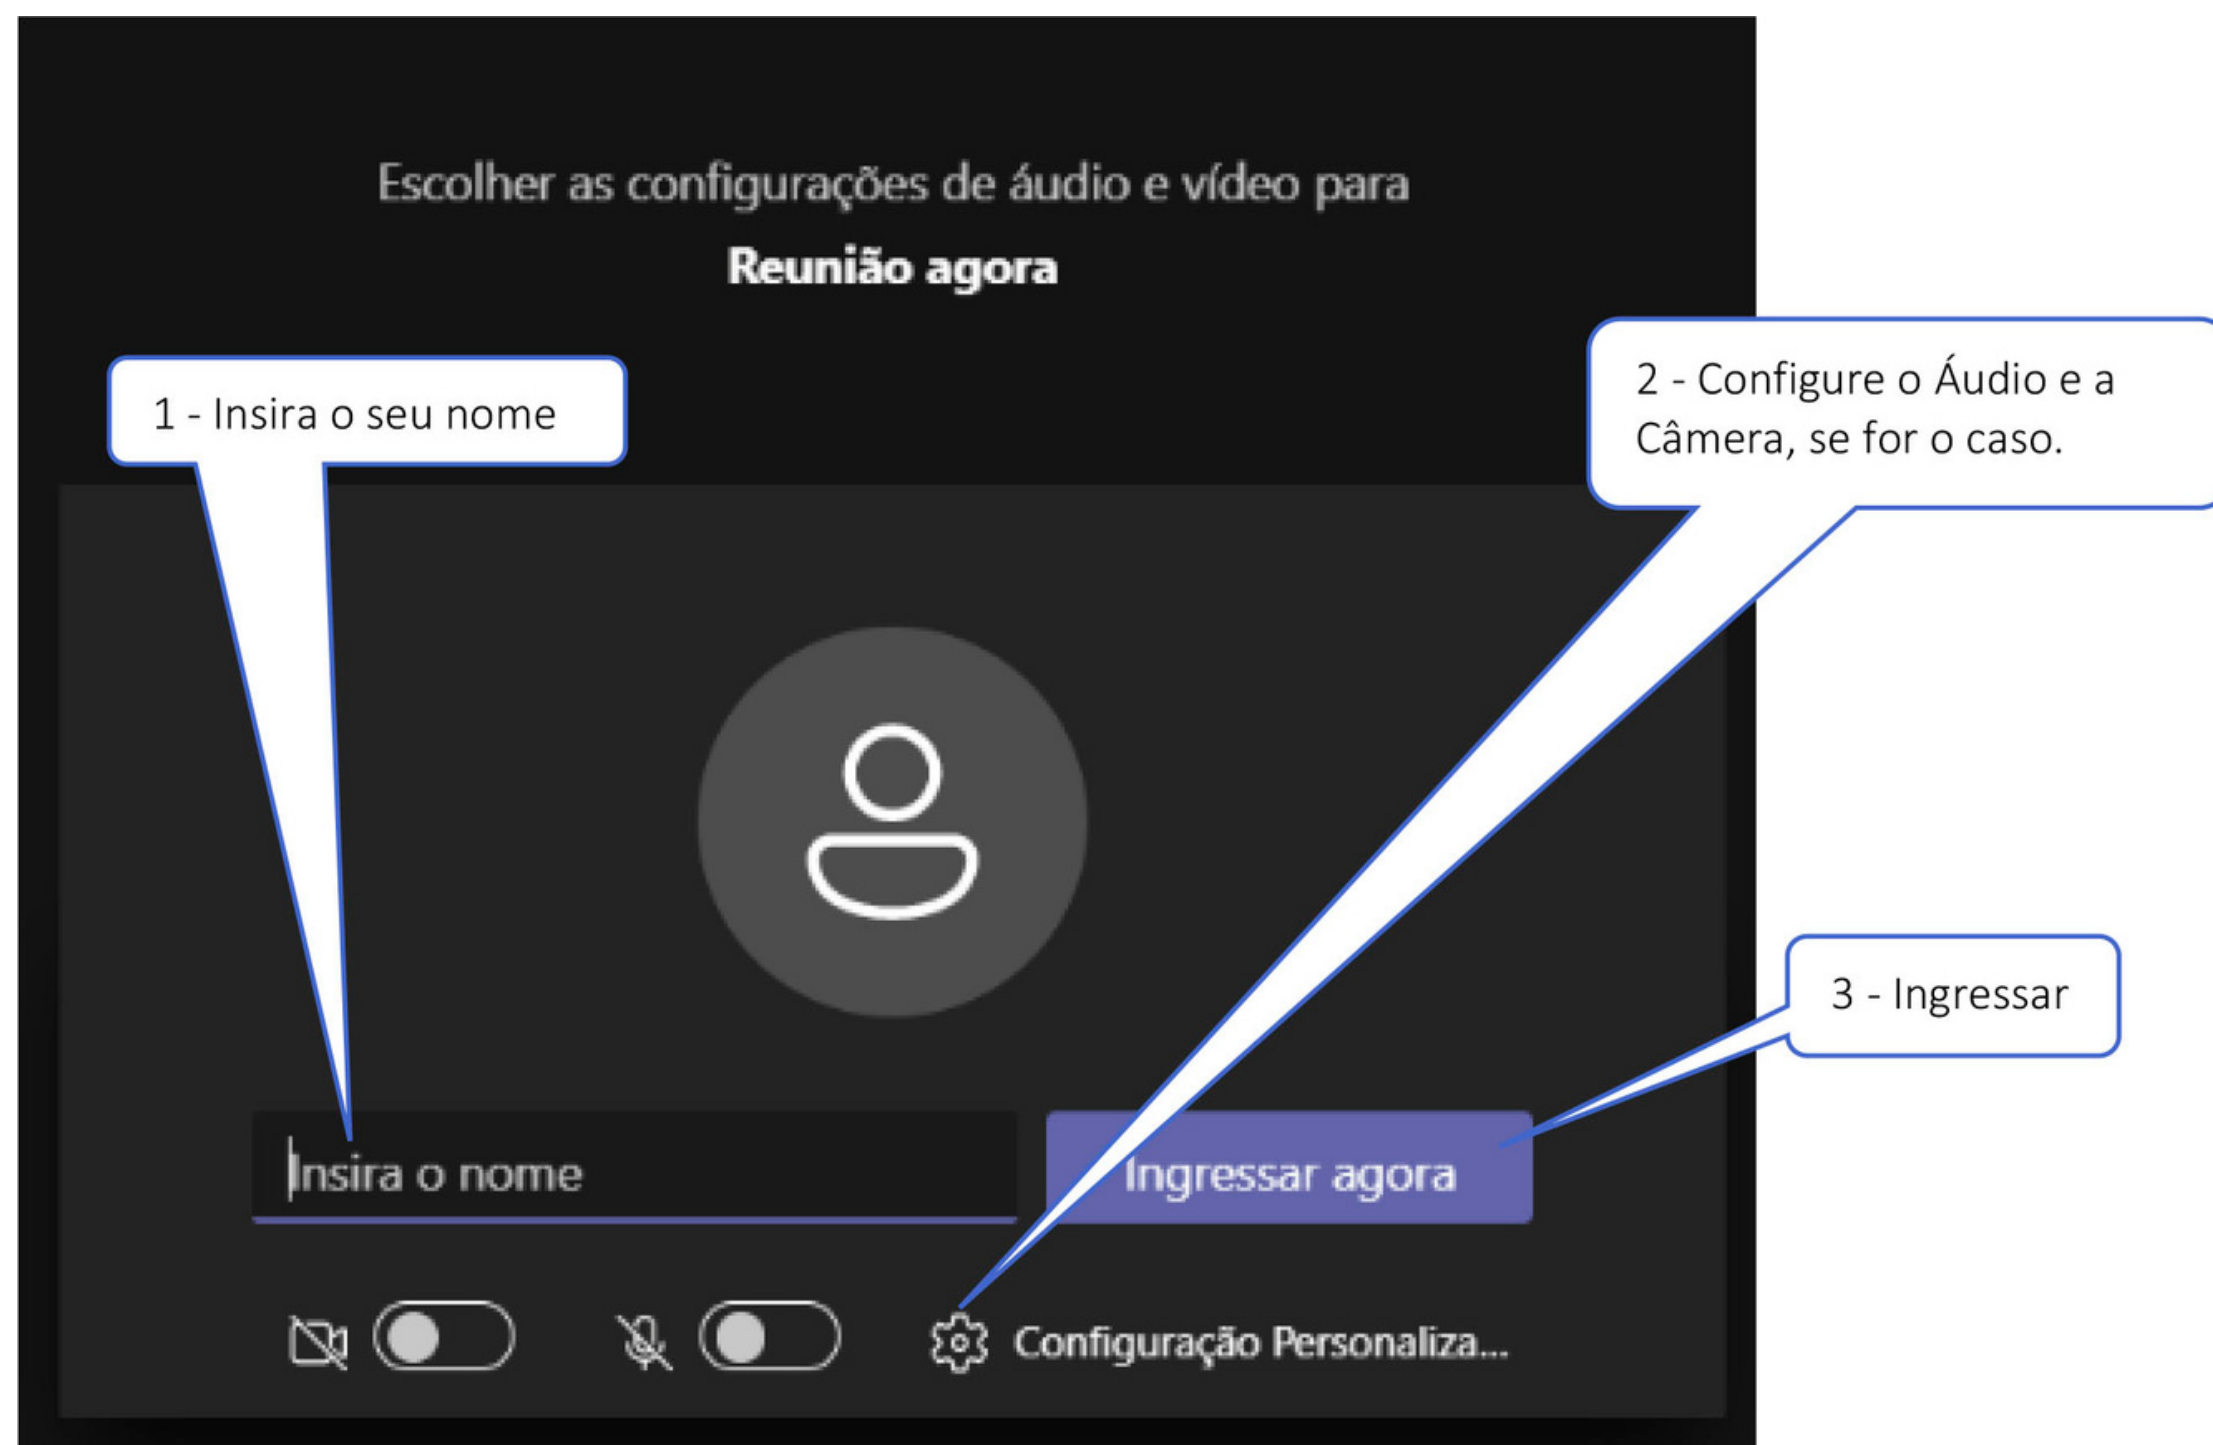 Escolher as configurações de áudio e vídeo para
Reunião agora
1 - Insira o seu nome
2 - Configure o Áudio e a
Câmera, se for o caso.
3 - Ingressar
Insira o nome
Ingressar agora
Configuração Personaliza...